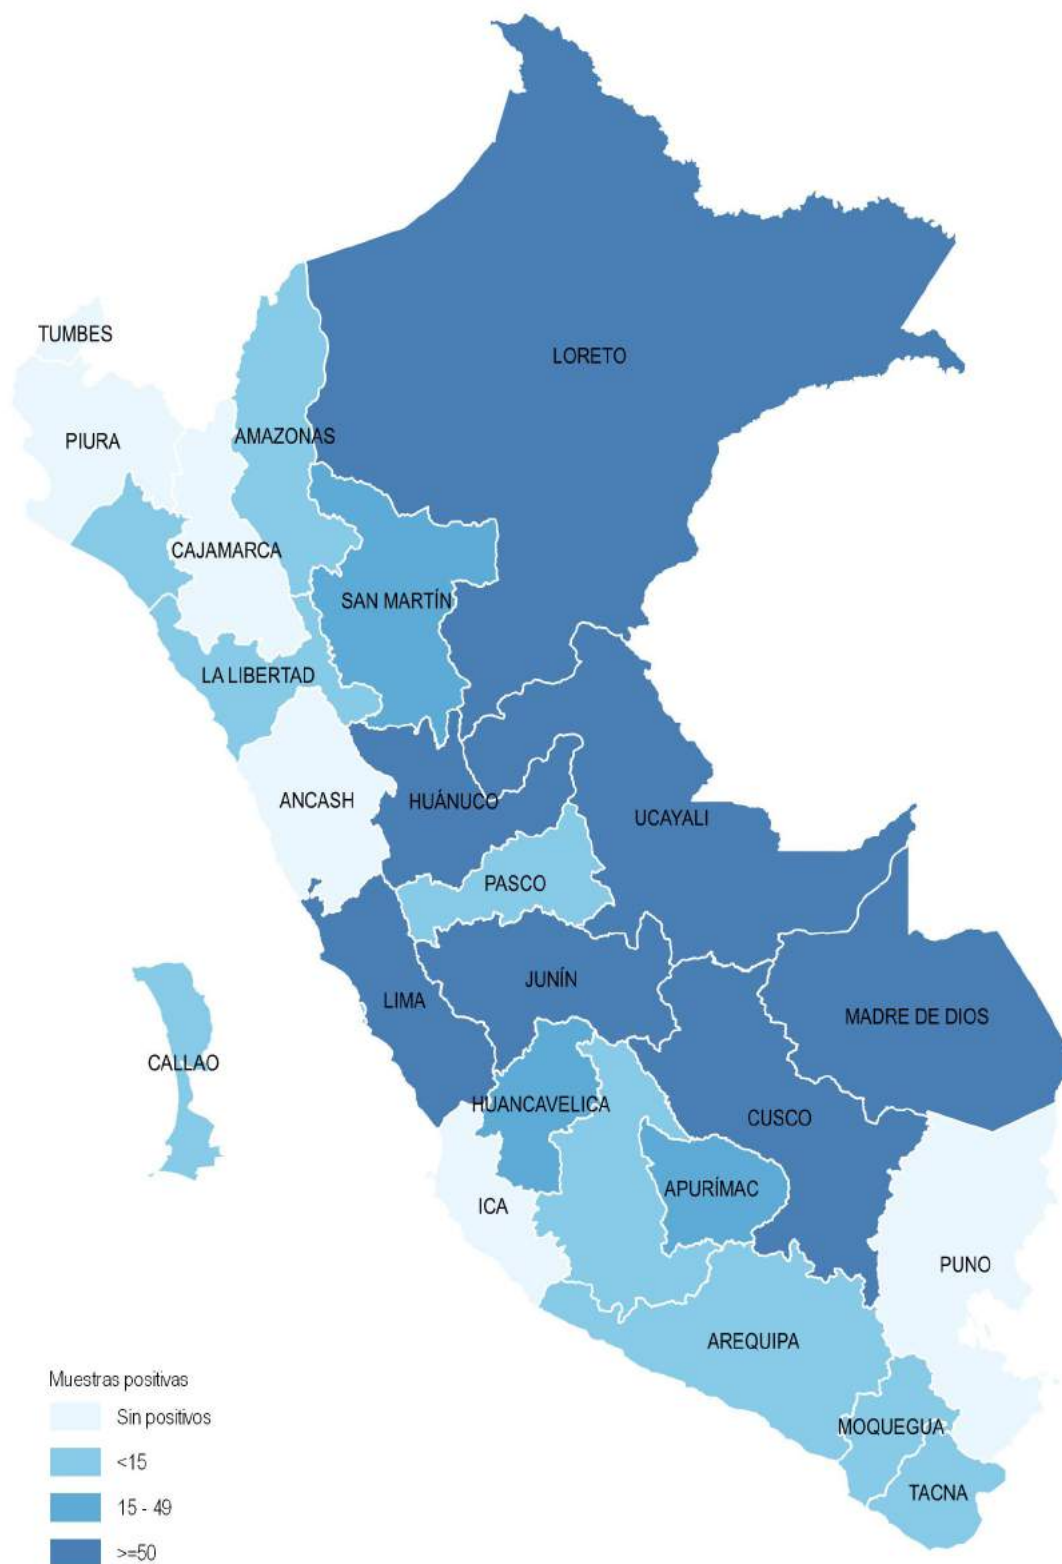 TUMBES
LORETO
PIURA
AMAZONAS
CAJAMARCA
SAN MARTÍN
LA LIBERTAD
ANCASH
HUÁNUCO
UCAYALI
PASCO
JUNÍN
LIMA
MADRE DE DIOS
CALLAO
HUANCAVELICA
CUSCO
APURÍMAC
ICA
PUNO
AREQUIPA
MOQUEGUA
TACNA
Muestras positivas
Sin positivos
<15
15 - 49
>=50